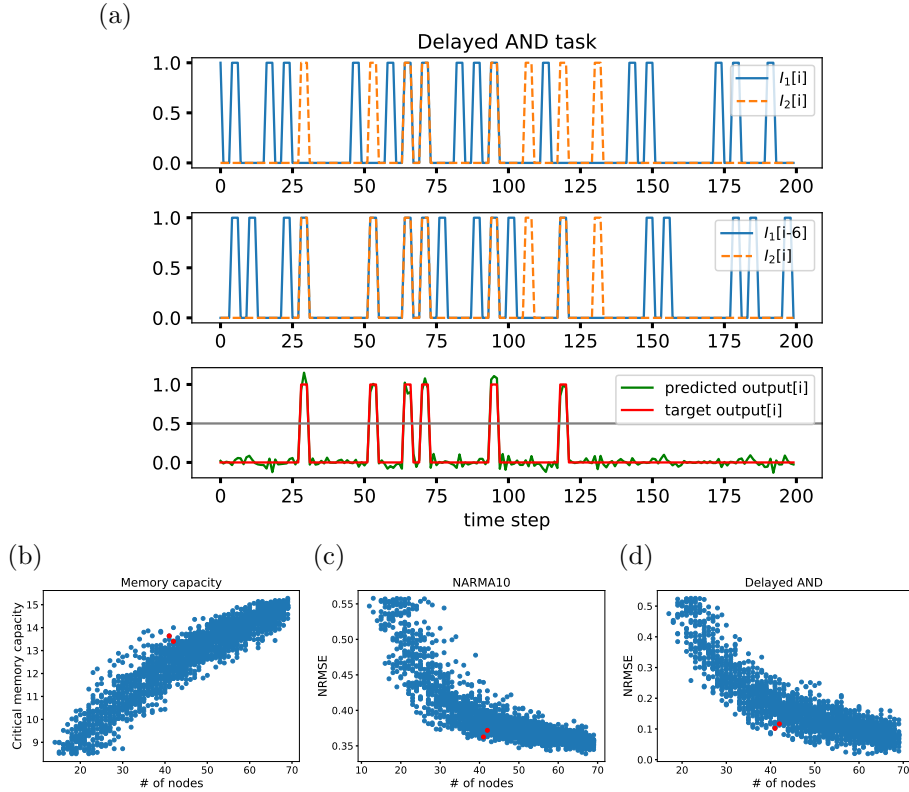 (a)
Delayed AND task
1.0
0.5
0.0
I₁[i]
I₂[i]
0 25 50 75 100 125 150 175 200
1.0
0.5
0.0
I₁[i-6]
I₂[i]
0 25 50 75 100 125 150 175 200
1.0
0.5
0.0
predicted output[i]
target output[i]
0 25 50 75 100 125 150 175 200
time step
(b)
Memory capacity
Critical memory capacity
15
14
13
12
11
10
9
20 30 40 50 60 70
# of nodes
(c)
NARMA10
NRMSE
0.55
0.50
0.45
0.40
0.35
10 20 30 40 50 60 70
# of nodes
(d)
Delayed AND
NRMSE
0.5
0.4
0.3
0.2
0.1
0.0
20 30 40 50 60 70
# of nodes